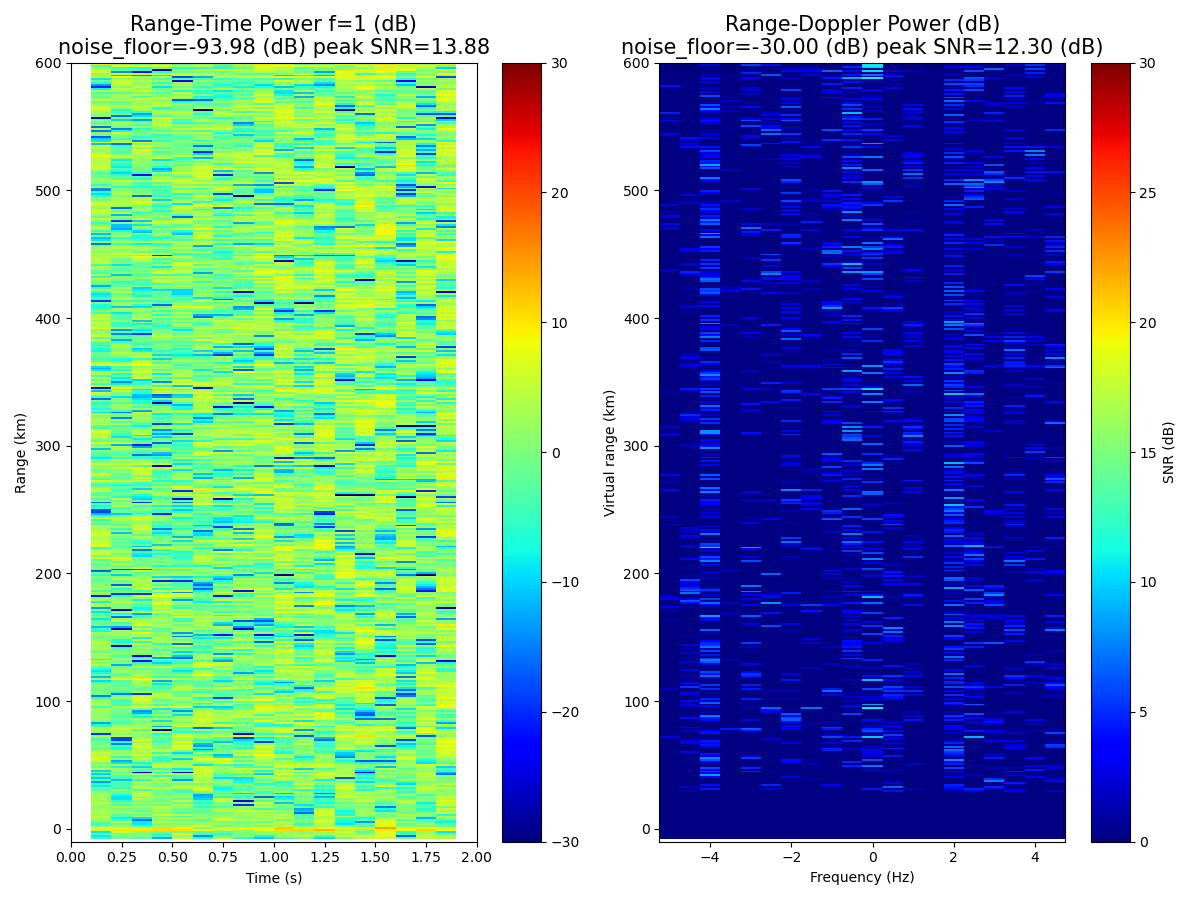 Range-Time Power f=1 (dB)
noise_floor=-93.98 (dB) peak SNR=13.88
600
500
400
300
200
100
0
Range (km)
0.00 0.25 0.50 0.75 1.00 1.25 1.50 1.75 2.00
Time (s)
30
20
10
0
−10
−20
−30
Range-Doppler Power (dB)
noise_floor=-30.00 (dB) peak SNR=12.30 (dB)
600
500
400
300
200
100
0
Virtual range (km)
−4 −2 0 2 4
Frequency (Hz)
30
25
20
15
10
5
0
SNR (dB)